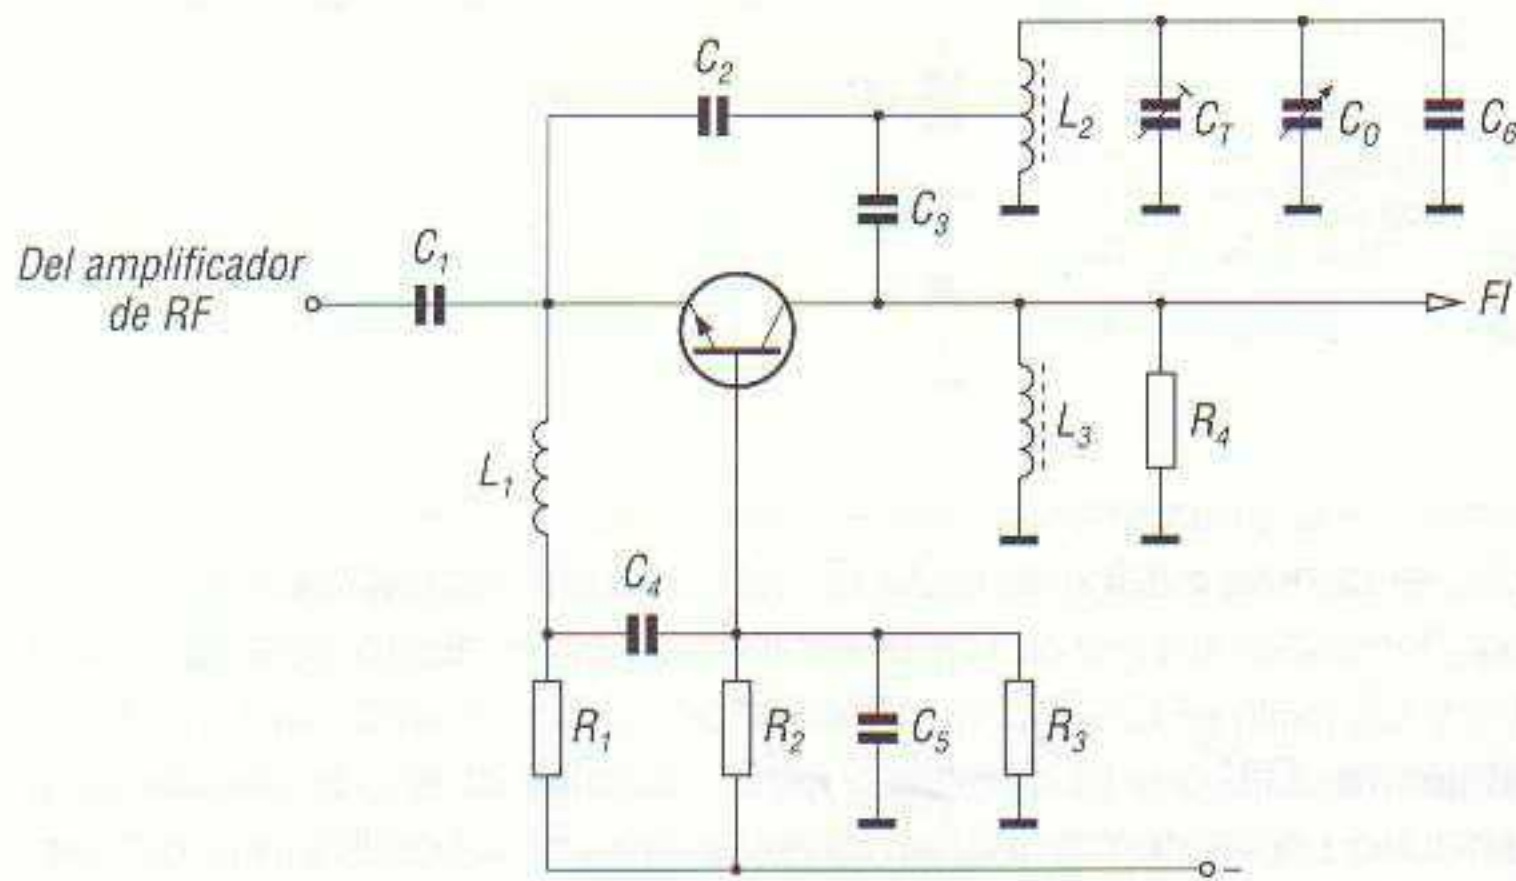 C₂
L₂
C_T
C₀
C₆
C₃
Del amplificador
de RF
C₁
FI
L₃
R₄
L₁
C₄
R₁
R₂
C₅
R₃
–